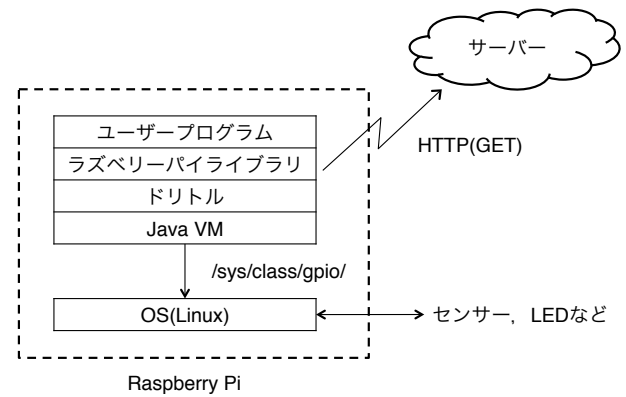 サーバー
ユーザープログラム
ラズベリーパイライブラリ
HTTP(GET)
ドリトル
Java VM
/sys/class/gpio/
OS(Linux)
センサー，LEDなど
Raspberry Pi